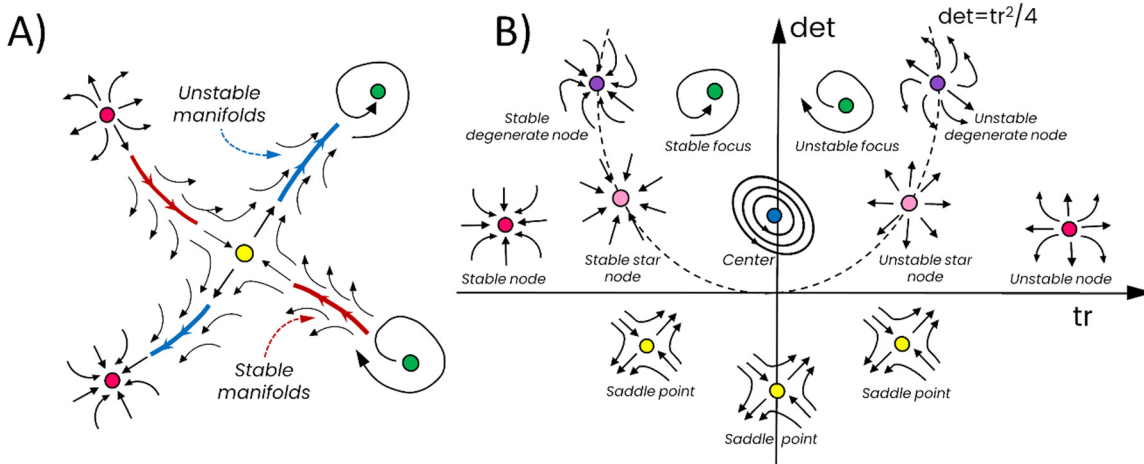 A)
Unstable
manifolds
Stable
manifolds
B)
det
det=tr²/4
Stable
degenerate node
Stable focus
Unstable focus
Unstable
degenerate node
Stable node
Stable star
node
Center
Unstable star
node
Unstable node
tr
Saddle point
Saddle point
Saddle point